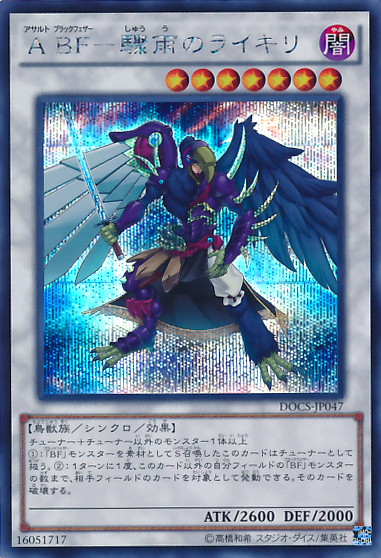 アサルト ブラックフェザー しゅう う
A BF－驟雨のライキリ
やみ
闇
DOCS-JP047
【鳥獣族／シンクロ／効果】
チューナー＋チューナー以外のモンスター1体以上
①：「BF」モンスターを素材としてS召喚したこのカードはチューナーとして
扱う。②：1ターンに1度、このカード以外の自分フィールドの「BF」モンスター
の数まで、相手フィールドのカードを対象として発動できる。そのカードを
破壊する。
ATK/2600 DEF/2000
16051717 ©高橋和希 スタジオ・ダイス/集英社